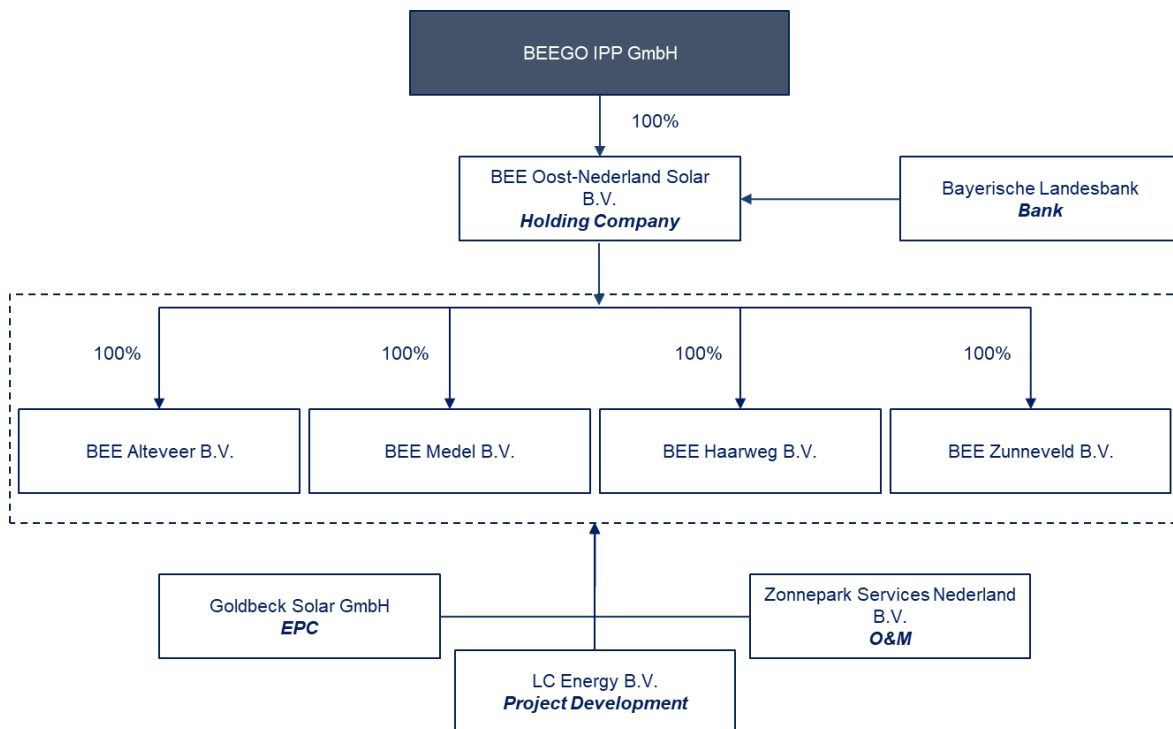 BEEGO IPP GmbH
100%
BEE Oost-Nederland Solar
B.V.
Holding Company
Bayerische Landesbank
Bank
100%
100%
100%
100%
BEE Alteveer B.V.
BEE Medel B.V.
BEE Haarweg B.V.
BEE Zunneveld B.V.
Goldbeck Solar GmbH
EPC
Zonnepark Services Nederland
B.V.
O&M
LC Energy B.V.
Project Development